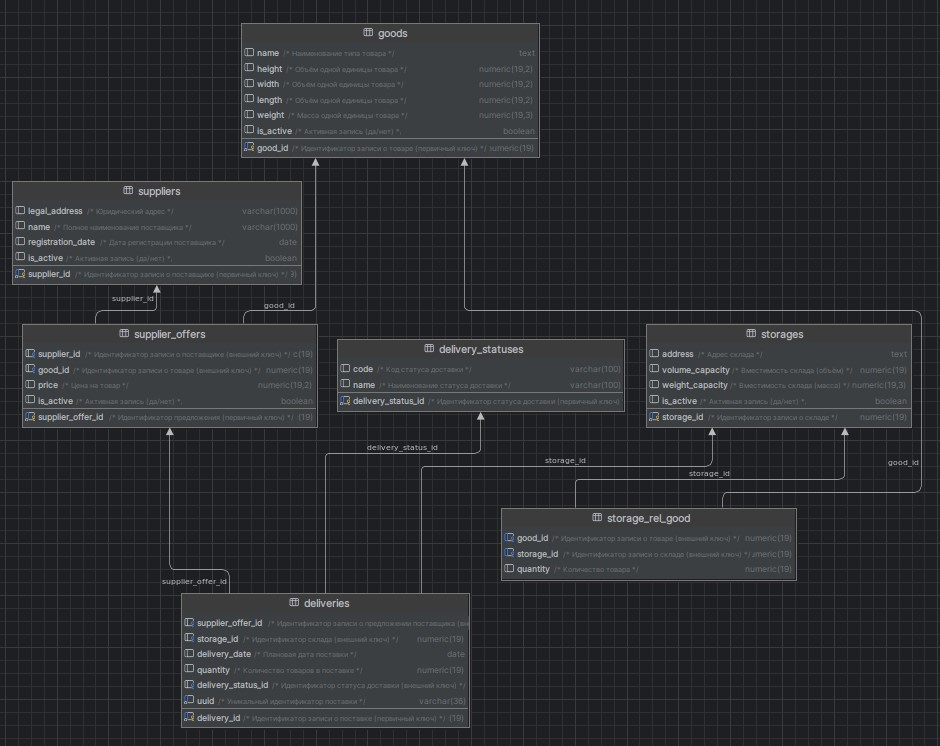 goods
name /* Наименование типа товара */ text
height /* Объём одной единицы товара */ numeric(19,2)
width /* Объём одной единицы товара */ numeric(19,2)
length /* Объём одной единицы товара */ numeric(19,2)
weight /* Масса одной единицы товара */ numeric(19,3)
is_active /* Активная запись (да/нет) *, boolean
good_id /* Идентификатор записи о товаре (первичный ключ) */ umeric(19)
suppliers
legal_address /* Юридический адрес */ varchar(1000)
name /* Полное наименование поставщика */ varchar(1000)
registration_date /* Дата регистрации поставщика */ date
is_active /* Активная запись (да/нет) *, boolean
supplier_id /* Идентификатор записи о поставщике (первичный ключ) */ 9)
supplier_id
good_id
supplier_offers
supplier_id /* Идентификатор записи о поставщике (внешний ключ) */ c(19)
good_id /* Идентификатор записи о товаре (внешний ключ) */ numeric(19)
price /* Цена на товар */ numeric(19,2)
is_active /* Активная запись (да/нет) *, boolean
supplier_offer_id /* Идентификатор предложения (первичный ключ) */ (19)
delivery_statuses
code /* Код статуса доставки */ varchar(100)
name /* Наименование статуса доставки */ varchar(100)
delivery_status_id /* Идентификатор статуса доставки (первичный ключ)
storages
address /* Адрес склада */ text
volume_capacity /* Вместимость склада (объём) */ numeric(19)
weight_capacity /* Вместимость склада (масса) */ numeric(19,3)
is_active /* Активная запись (да/нет) *, boolean
storage_id /* Идентификатор записи о складе */ numeric(19)
delivery_status_id
storage_id
storage_id
good_id
storage_rel_good
good_id /* Идентификатор записи о товаре (внешний ключ) */ numeric(19)
storage_id /* Идентификатор записи о складе (внешний ключ) */ meric(19)
quantity /* Количество товара */ numeric(19)
supplier_offer_id
deliveries
supplier_offer_id /* Идентификатор записи о предложении поставщика (вне
storage_id /* Идентификатор склада (внешний ключ) */ numeric(19)
delivery_date /* Плановая дата поставки */ date
quantity /* Количество товаров в поставке */ numeric(19)
delivery_status_id /* Идентификатор статуса доставки (внешний ключ) */
uuid /* Уникальный идентификатор поставки */ varchar(36)
delivery_id /* Идентификатор записи о поставке (первичный ключ) */ (19)